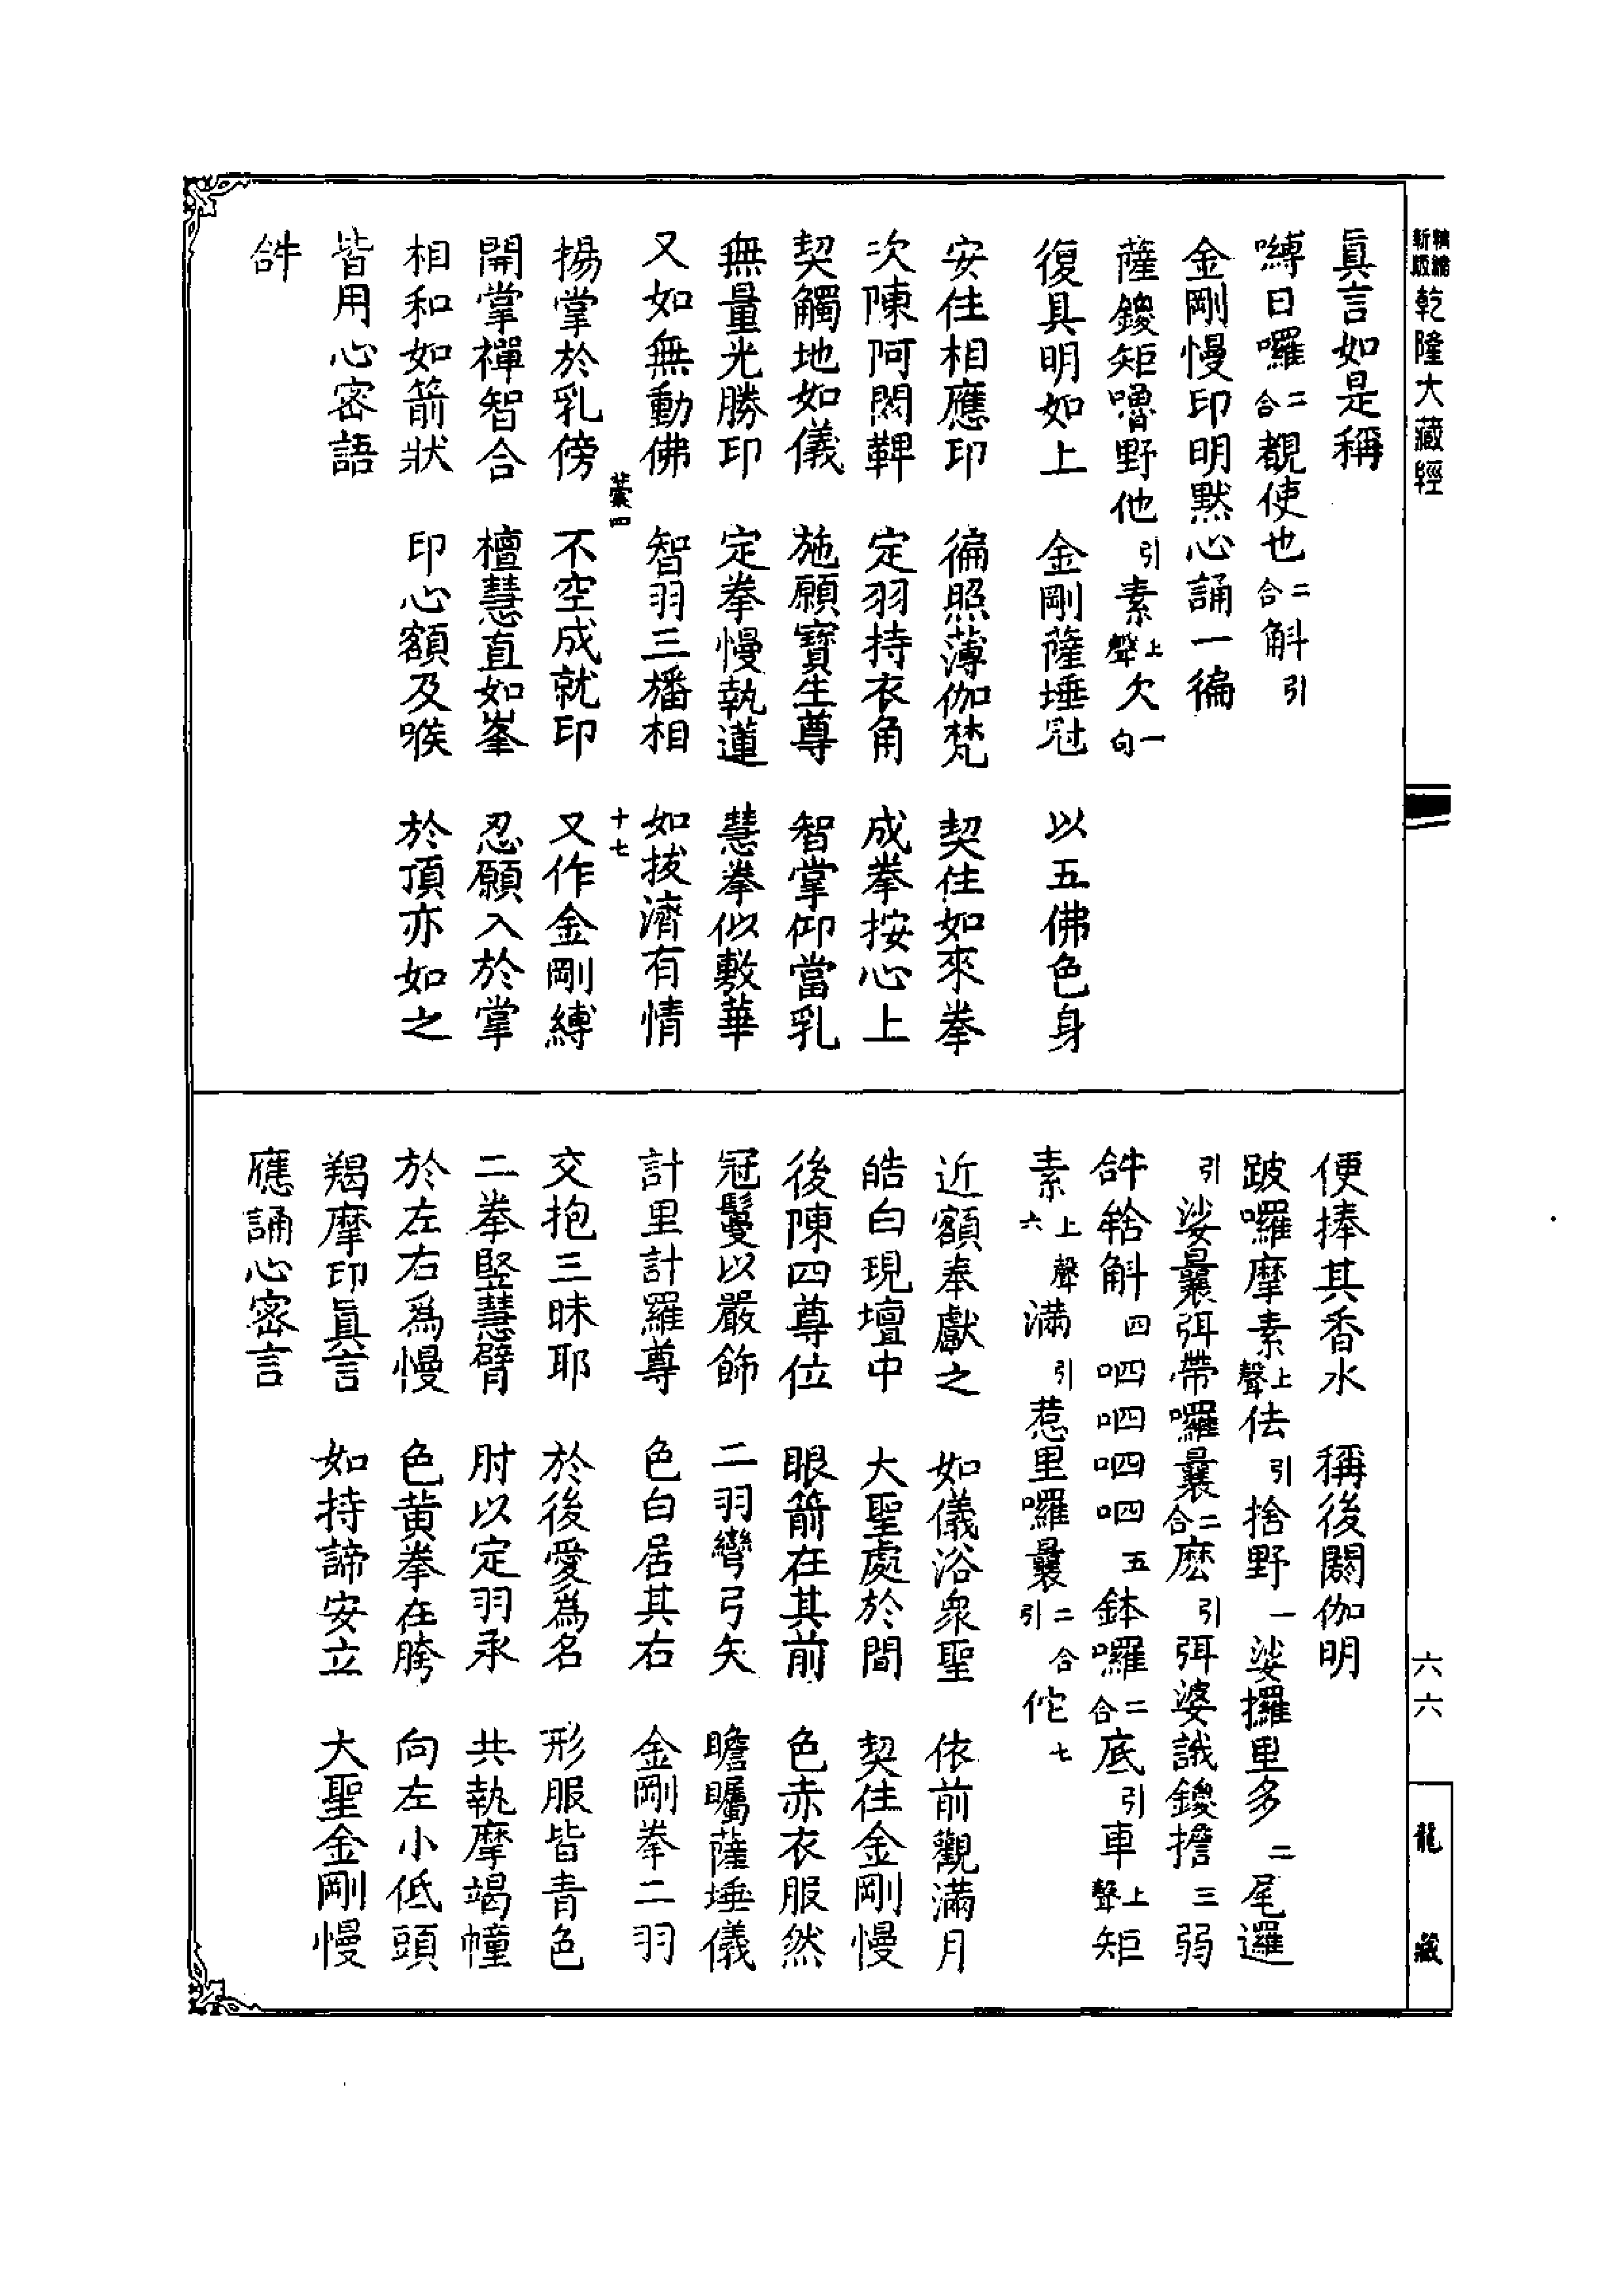 精縮新版乾隆大藏經
眞言如是稱
嚩日囉二合覩使也二合斛引
金剛慢印明默心誦一徧
薩鑁矩嚕野他引素上聲欠一句
復具明如上　金剛薩埵冠　以五佛色身
安住相應印　徧照薄伽梵　契住如來拳
次陳阿閦鞞　定羽持衣角　成拳按心上
契觸地如儀　施願寶生尊　智掌仰當乳
無量光勝印　定拳慢執蓮　慧拳似敷華
又如無動佛　智羽三旛相　如拔濟有情
十七
揚掌於乳傍　不空成就印　又作金剛縛
開掌禪智合　檀慧直如峯　忍願入於掌
相和如箭狀　印心額及喉　於頂亦如之
皆用心密語
𤙖
便捧其香水　稱後閼伽明
跛囉摩素上聲佉引捨野一娑攞里多二尾邏
引娑曩弭帶囉曩二合麽引弭婆誐鑁擔三弱
𤙖斛四呬呬呬呬五鉢囉二合底引車上聲矩
素上聲六滿引惹里囉曩二合引佗七
近額奉獻之　如儀浴衆聖　依前觀滿月
皓白現壇中　大聖處於間　契住金剛慢
後陳四尊位　眼箭在其前　色赤衣服然
冠鬘以嚴飾　二羽彎弓矢　瞻矚薩埵儀
計里計羅尊　色白居其右　金剛拳二羽
交抱三昧耶　於後愛爲名　形服皆青色
二拳竪慧臂　肘以定羽承　共執摩竭幢
於左右爲慢　色黄拳在胯　向左小低頭
羯摩印眞言　如持諦安立　大聖金剛慢
應誦心密言
六六
龍藏